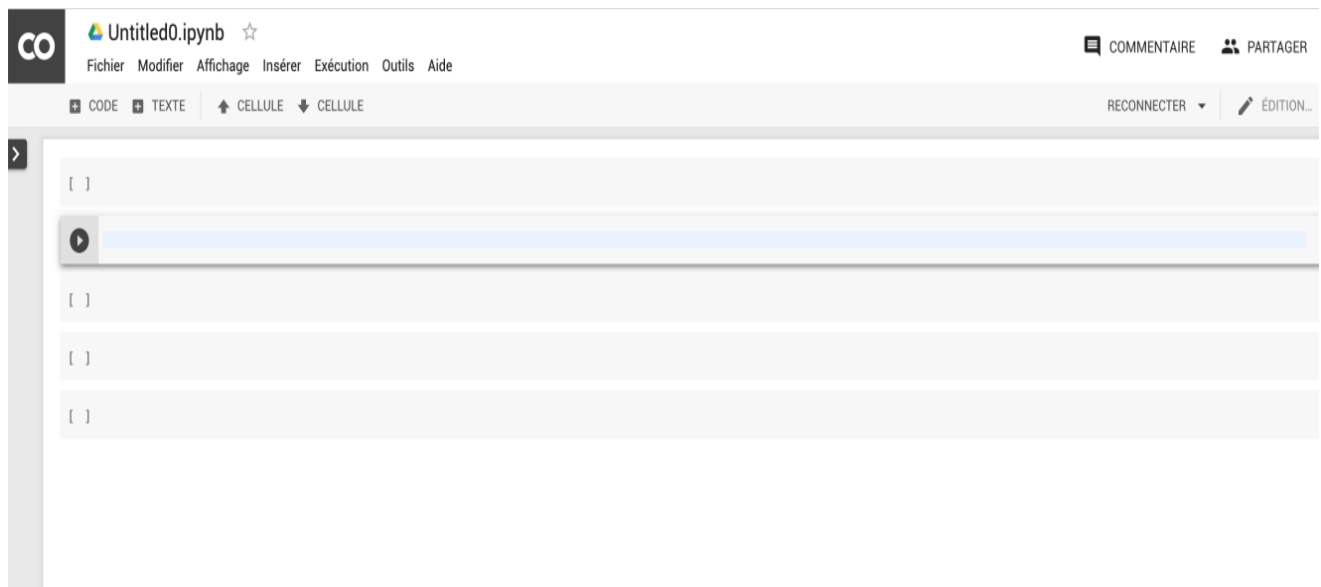 CO
Untitled0.ipynb
Fichier Modifier Affichage Insérer Exécution Outils Aide
COMMENTAIRE PARTAGER
CODE TEXTE CELLULE CELLULE
RECONNECTER ÉDITION...
[ ]
[ ]
[ ]
[ ]